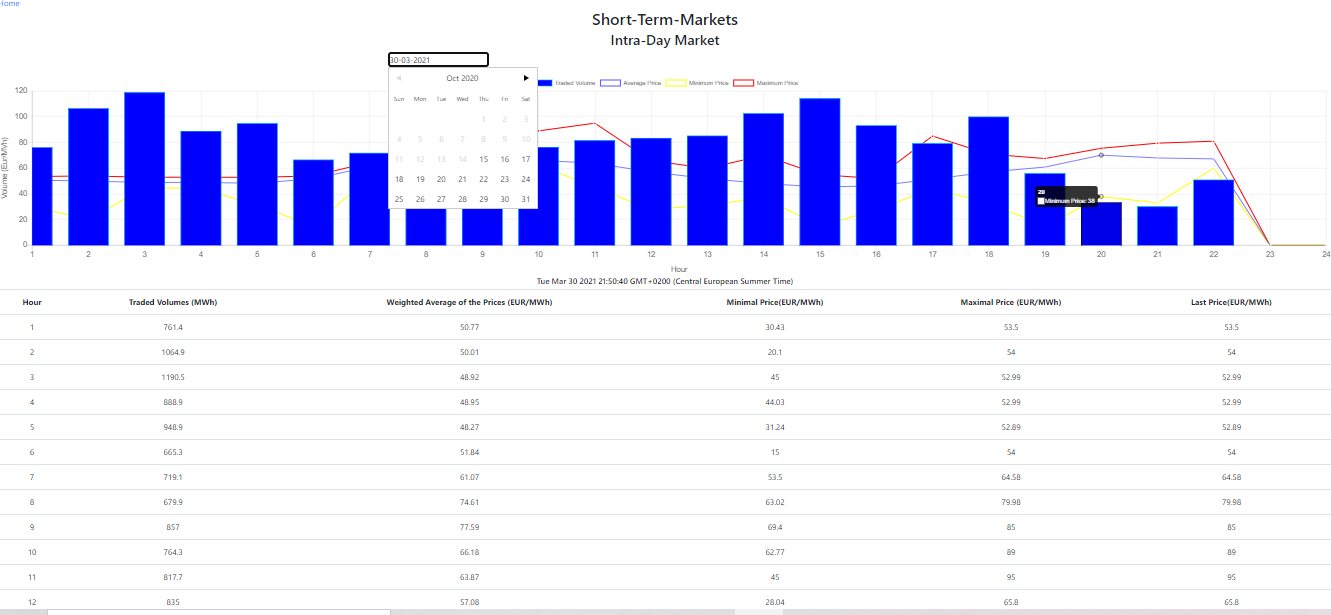 Home
Short-Term-Markets
Intra-Day Market
30-03-2021
Oct 2020
Sun Mon Tue Wed Thu Fri Sat
1 2 3
4 5 6 7 8 9 10
11 12 13 14 15 16 17
18 19 20 21 22 23 24
25 26 27 28 29 30 31
Traded Volume Average Price Minimum Price Maximum Price
Volume (Eur/MWh)
120
100
80
60
40
20
0
20
Minimum Price: 38
1 2 3 4 5 6 7 8 9 10 11 12 13 14 15 16 17 18 19 20 21 22 23 24
Hour
Tue Mar 30 2021 21:50:40 GMT+0200 (Central European Summer Time)
Hour Traded Volumes (MWh) Weighted Average of the Prices (EUR/MWh) Minimal Price(EUR/MWh) Maximal Price (EUR/MWh) Last Price(EUR/MWh)
1 761.4 50.77 30.43 53.5 53.5
2 1064.9 50.01 20.1 54 54
3 1190.5 48.92 45 52.99 52.99
4 888.9 48.95 44.03 52.99 52.99
5 948.9 48.27 31.24 52.89 52.89
6 665.3 51.84 15 54 54
7 719.1 61.07 53.5 64.58 64.58
8 679.9 74.61 63.02 79.98 79.98
9 857 77.59 69.4 85 85
10 764.3 66.18 62.77 89 89
11 817.7 63.87 45 95 95
12 835 57.08 28.04 65.8 65.8